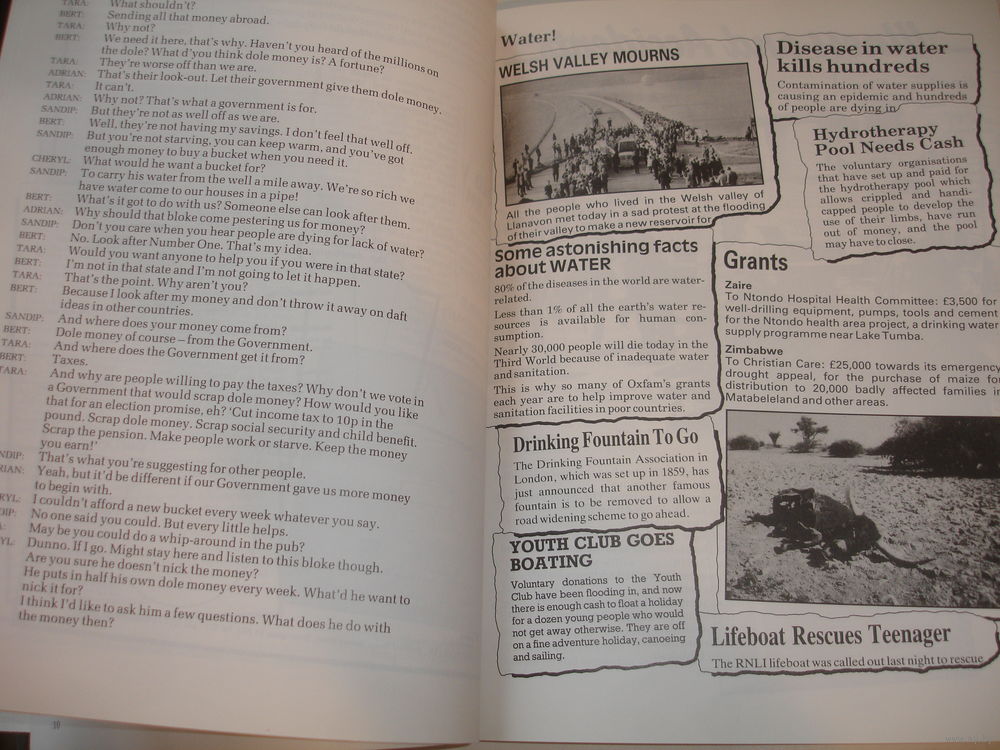 TARA: What shouldn't?
BERT: Sending all that money abroad.
TARA: Why not?
BERT: We need it here, that's why. Haven't you heard of the millions on
the dole? What d'you think dole money is? A fortune?
TARA: They're worse off than we are.
ADRIAN: That's their look-out. Let their government give them dole money.
TARA: It can't.
ADRIAN: Why not? That's what a government is for.
SANDIP: But they're not as well off as we are.
BERT: Well, they're not having my savings. I don't feel that well off.
SANDIP: But you're not starving, you can keep warm, and you've got
enough money to buy a bucket when you need it.
CHERYL: What would he want a bucket for?
SANDIP: To carry his water from the well a mile away. We're so rich we
have water come to our houses in a pipe!
BERT: What's it got to do with us? Someone else can look after them.
ADRIAN: Why should that bloke come pestering us for money?
SANDIP: Don't you care when you hear people are dying for lack of water?
BERT: No. Look after Number One. That's my idea.
TARA: Would you want anyone to help you if you were in that state?
BERT: I'm not in that state and I'm not going to let it happen.
TARA: That's the point. Why aren't you?
BERT: Because I look after my money and don't throw it away on daft
ideas in other countries.
SANDIP: And where does your money come from?
BERT: Dole money of course – from the Government.
TARA: And where does the Government get it from?
BERT: Taxes.
TARA: And why are people willing to pay the taxes? Why don't we vote in
a Government that would scrap dole money? How would you like
that for an election promise, eh? 'Cut income tax to 10p in the
pound. Scrap dole money. Scrap social security and child benefit.
Scrap the pension. Make people work or starve. Keep the money
you earn!'
NDIP: That's what you're suggesting for other people.
RIAN: Yeah, but it'd be different if our Government gave us more money
to begin with.
RYL: I couldn't afford a new bucket every week whatever you say.
DIP: No one said you could. But every little helps.
A: May be you could do a whip-around in the pub?
YL: Dunno. If I go. Might stay here and listen to this bloke though.
Are you sure he doesn't nick the money?
He puts in half his own dole money every week. What'd he want to
nick it for?
I think I'd like to ask him a few questions. What does he do with
the money then?
10
Water!
WELSH VALLEY MOURNS
All the people who lived in the Welsh valley of
Llanavon met today in a sad protest at the flooding
of their valley to make a new reservoir for
Some astonishing facts
about WATER
80% of the diseases in the world are water-
related.
Less than 1% of all the earth's water re-
sources is available for human con-
sumption.
Nearly 30,000 people will die today in the
Third World because of inadequate water
and sanitation.
This is why so many of Oxfam's grants
each year are to help improve water and
sanitation facilities in poor countries.
Drinking Fountain To Go
The Drinking Fountain Association in
London, which was set up in 1859, has
just announced that another famous
fountain is to be removed to allow a
road widening scheme to go ahead.
YOUTH CLUB GOES
BOATING
Voluntary donations to the Youth
Club have been flooding in, and now
there is enough cash to float a holiday
for a dozen young people who would
not get away otherwise. They are off
on a fine adventure holiday, canoeing
and sailing.
Disease in water
kills hundreds
Contamination of water supplies is
causing an epidemic and hundreds
of people are dying in
Hydrotherapy
Pool Needs Cash
The voluntary organisations
that have set up and paid for
the hydrotherapy pool which
allows crippled and handi-
capped people to develop the
use of their limbs, have run
out of money, and the pool
may have to close.
Grants
Zaire
To Ntondo Hospital Health Committee: £3,500 for
well-drilling equipment, pumps, tools and cement
for the Ntondo health area project, a drinking water
supply programme near Lake Tumba.
Zimbabwe
To Christian Care: £25,000 towards its emergency
drought appeal, for the purchase of maize for
distribution to 20,000 badly affected families in
Matabeleland and other areas.
Lifeboat Rescues Teenager
The RNLI lifeboat was called out last night to rescue